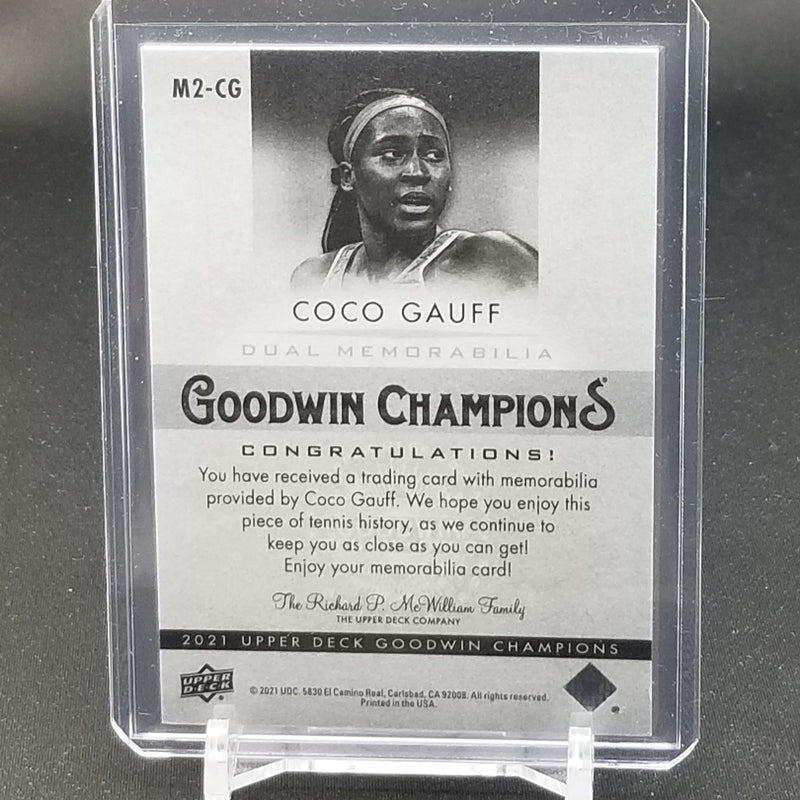 M2-CG
COCO GAUFF
DUAL MEMORABILIA
GOODWIN CHAMPIONS
CONGRATULATIONS!
You have received a trading card with memorabilia
provided by Coco Gauff. We hope you enjoy this
piece of tennis history, as we continue to
keep you as close as you can get!
Enjoy your memorabilia card!
The Richard P. McWilliam Family
THE UPPER DECK COMPANY
2021 UPPER DECK GOODWIN CHAMPIONS
UPPER DECK
© 2021 UDC. 5830 El Camino Real, Carlsbad, CA 92008. All rights reserved.
Printed in the USA.